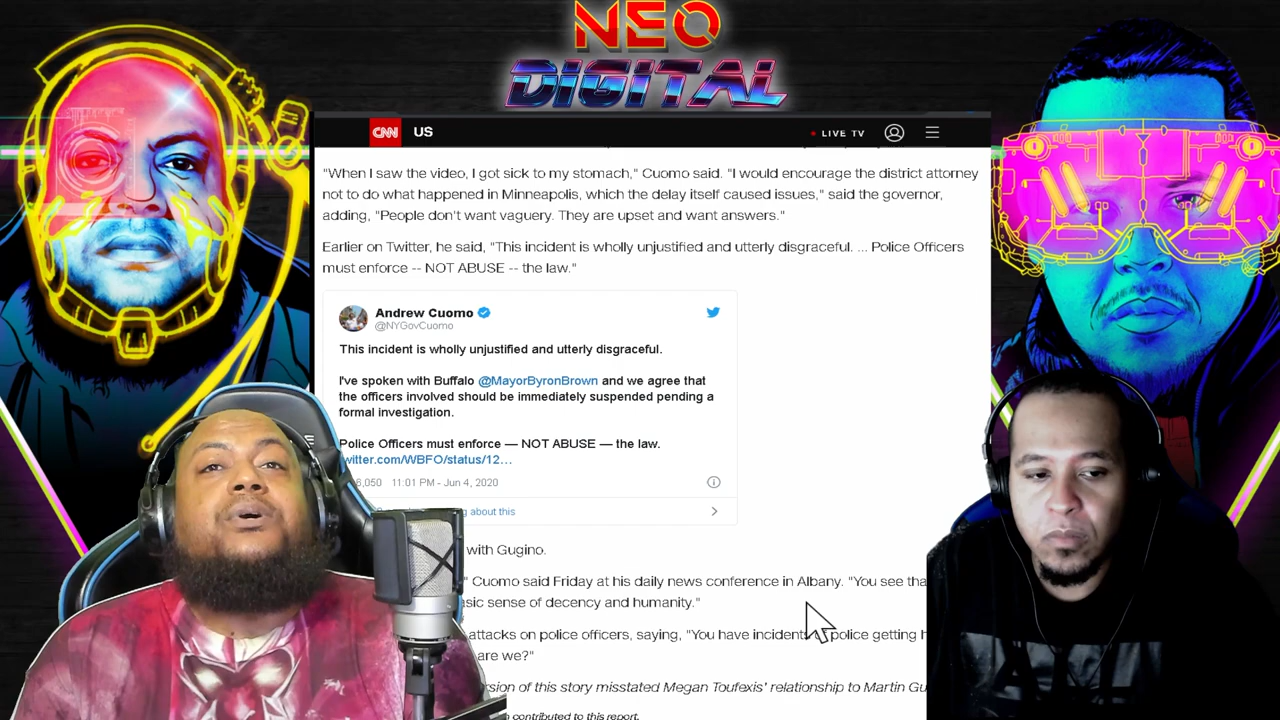 NEO
DIGITAL
CNN US
LIVE TV
"When I saw the video, I got sick to my stomach," Cuomo said. "I would encourage the district attorney
not to do what happened in Minneapolis, which the delay itself caused issues," said the governor,
adding, "People don't want vaguery. They are upset and want answers."
Earlier on Twitter, he said, "This incident is wholly unjustified and utterly disgraceful. ... Police Officers
must enforce -- NOT ABUSE -- the law."
Andrew Cuomo
@NYGovCuomo
This incident is wholly unjustified and utterly disgraceful.
I've spoken with Buffalo @MayorByronBrown and we agree that
the officers involved should be immediately suspended pending a
formal investigation.
Police Officers must enforce — NOT ABUSE — the law.
witter.com/WBFO/status/12...
6,050 11:01 PM - Jun 4, 2020
about this
with Gugino.
" Cuomo said Friday at his daily news conference in Albany. "You see
sense of decency and humanity."
attacks on police officers, saying, "You have police getting
are we?"
of this story misstated Megan Toufexis' relationship to Martin
contributed to this report.